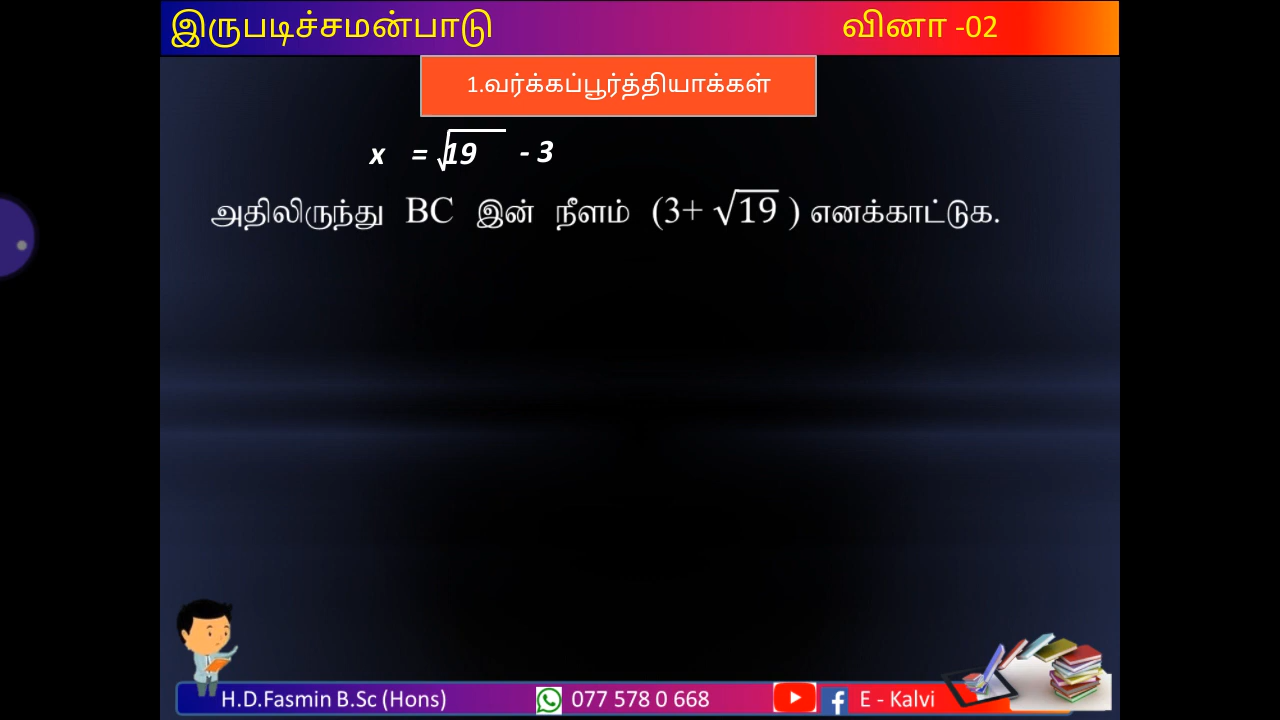 இருபடிச்சமன்பாடு வினா -02
1.வர்க்கப்பூர்த்தியாக்கள்
x = √19 - 3
அதிலிருந்து BC இன் நீளம் (3+ √19 ) எனக்காட்டுக.
H.D.Fasmin B.Sc (Hons) 077 578 0 668 E - Kalvi